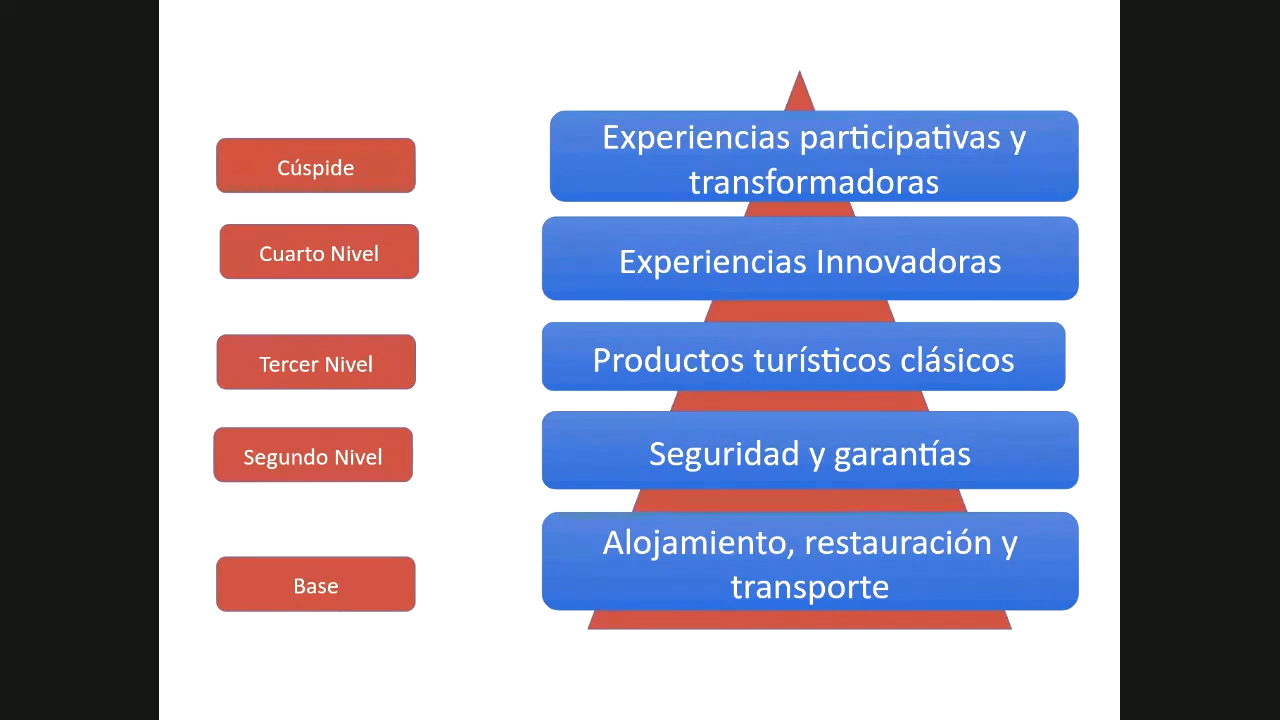 Cúspide
Experiencias participativas y
transformadoras
Cuarto Nivel
Experiencias Innovadoras
Tercer Nivel
Productos turísticos clásicos
Segundo Nivel
Seguridad y garantías
Base
Alojamiento, restauración y
transporte